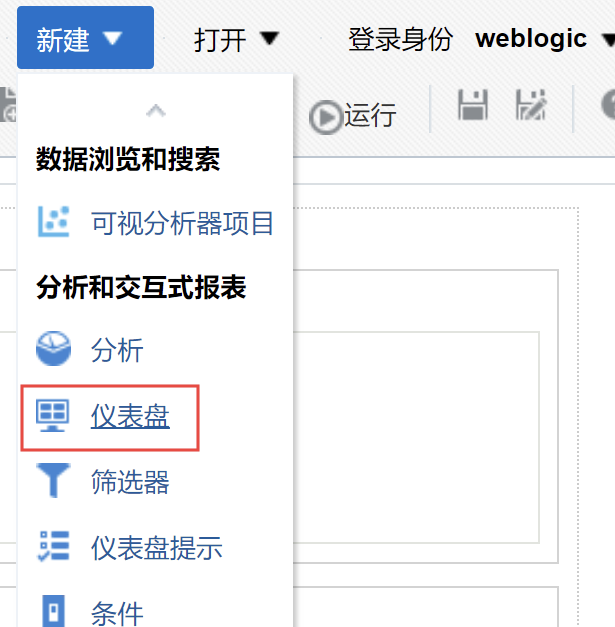 新建 打开 登录身份 weblogic
运行
数据浏览和搜索
可视分析器项目
分析和交互式报表
分析
仪表盘
筛选器
仪表盘提示
条件